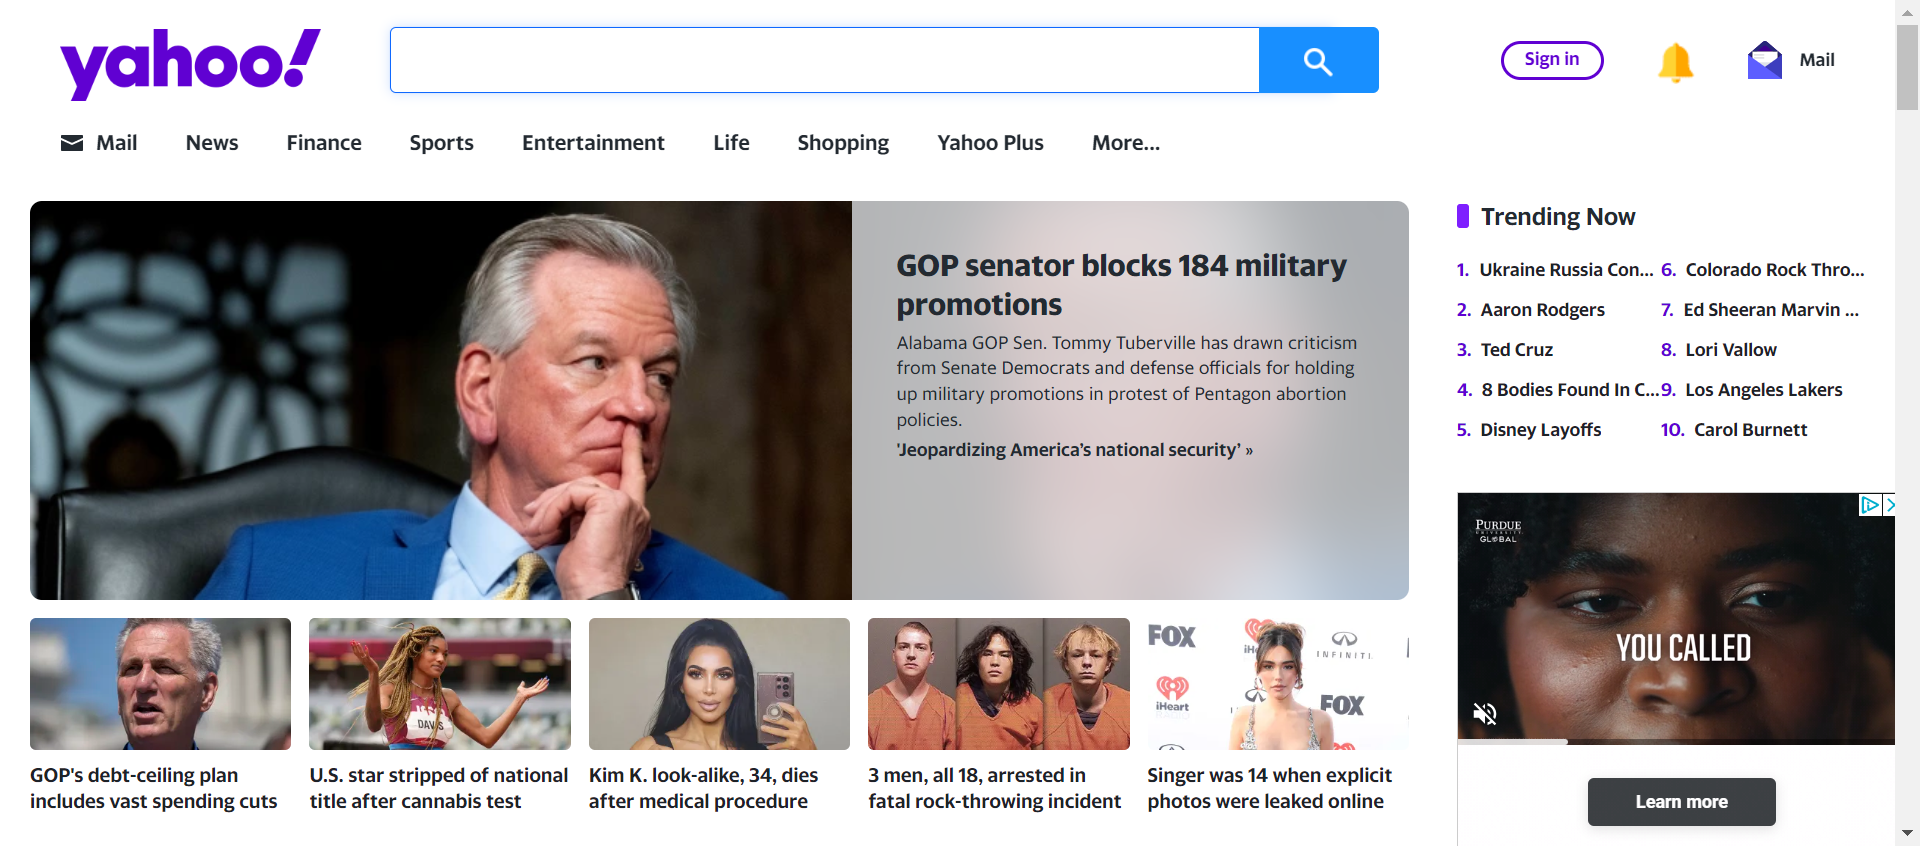 yahoo!
Sign in
Mail
Mail
News
Finance
Sports
Entertainment
Life
Shopping
Yahoo Plus
More...
GOP senator blocks 184 military
promotions
Alabama GOP Sen. Tommy Tuberville has drawn criticism
from Senate Democrats and defense officials for holding
up military promotions in protest of Pentagon abortion
policies.
'Jeopardizing America's national security' »
Trending Now
1. Ukraine Russia Con...
2. Aaron Rodgers
3. Ted Cruz
4. 8 Bodies Found In C...
5. Disney Layoffs
6. Colorado Rock Thro...
7. Ed Sheeran Marvin ...
8. Lori Vallow
9. Los Angeles Lakers
10. Carol Burnett
PURDUE
UNIVERSITY
GLOBAL
YOU CALLED
Learn more
DAVIS
FOX
INFINITI
iHeart
FOX
GOP's debt-ceiling plan
includes vast spending cuts
U.S. star stripped of national
title after cannabis test
Kim K. look-alike, 34, dies
after medical procedure
3 men, all 18, arrested in
fatal rock-throwing incident
Singer was 14 when explicit
photos were leaked online